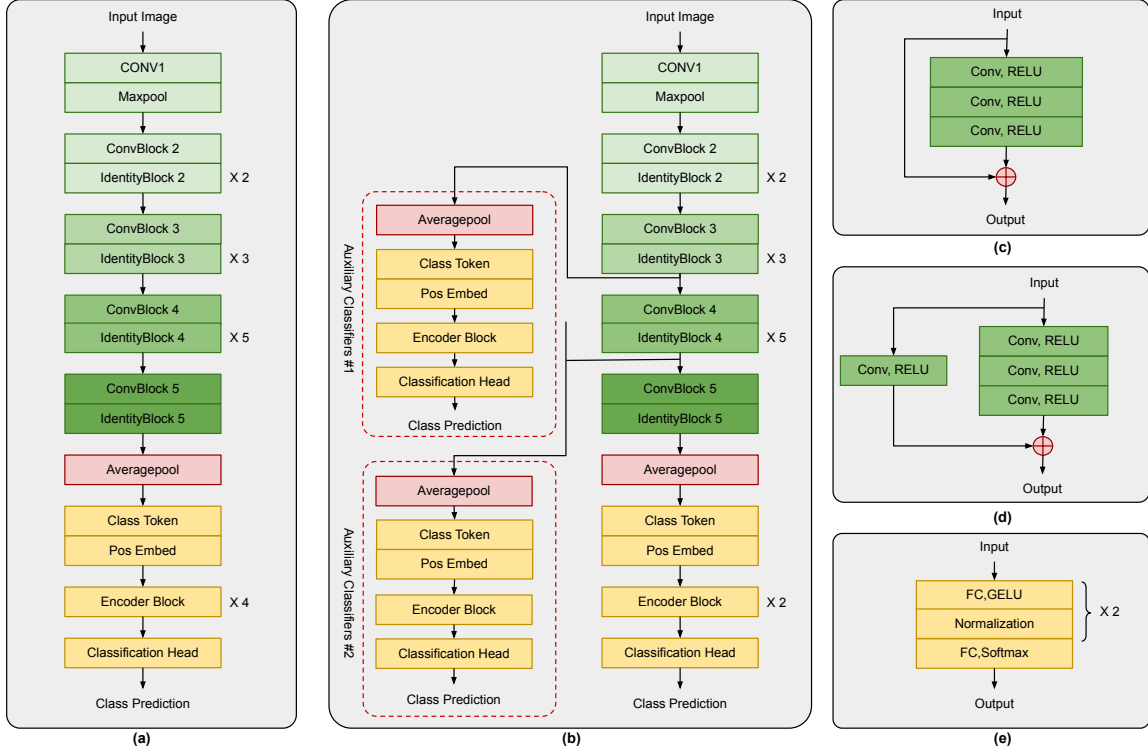 Input Image
CONV1
Maxpool
ConvBlock 2
IdentityBlock 2
X 2
ConvBlock 3
IdentityBlock 3
X 3
ConvBlock 4
IdentityBlock 4
X 5
ConvBlock 5
IdentityBlock 5
Averagepool
Class Token
Pos Embed
Encoder Block
X 4
Classification Head
Class Prediction
(a)
Input Image
CONV1
Maxpool
ConvBlock 2
IdentityBlock 2
X 2
ConvBlock 3
IdentityBlock 3
X 3
ConvBlock 4
IdentityBlock 4
X 5
ConvBlock 5
IdentityBlock 5
Averagepool
Class Token
Pos Embed
Encoder Block
X 2
Classification Head
Class Prediction
Auxiliary Classifiers #1
Averagepool
Class Token
Pos Embed
Encoder Block
Classification Head
Class Prediction
Auxiliary Classifiers #2
Averagepool
Class Token
Pos Embed
Encoder Block
Classification Head
Class Prediction
(b)
Input
Conv, RELU
Conv, RELU
Conv, RELU
Output
(c)
Input
Conv, RELU
Conv, RELU
Conv, RELU
Conv, RELU
Output
(d)
Input
FC,GELU
Normalization
X 2
FC,Softmax
Output
(e)